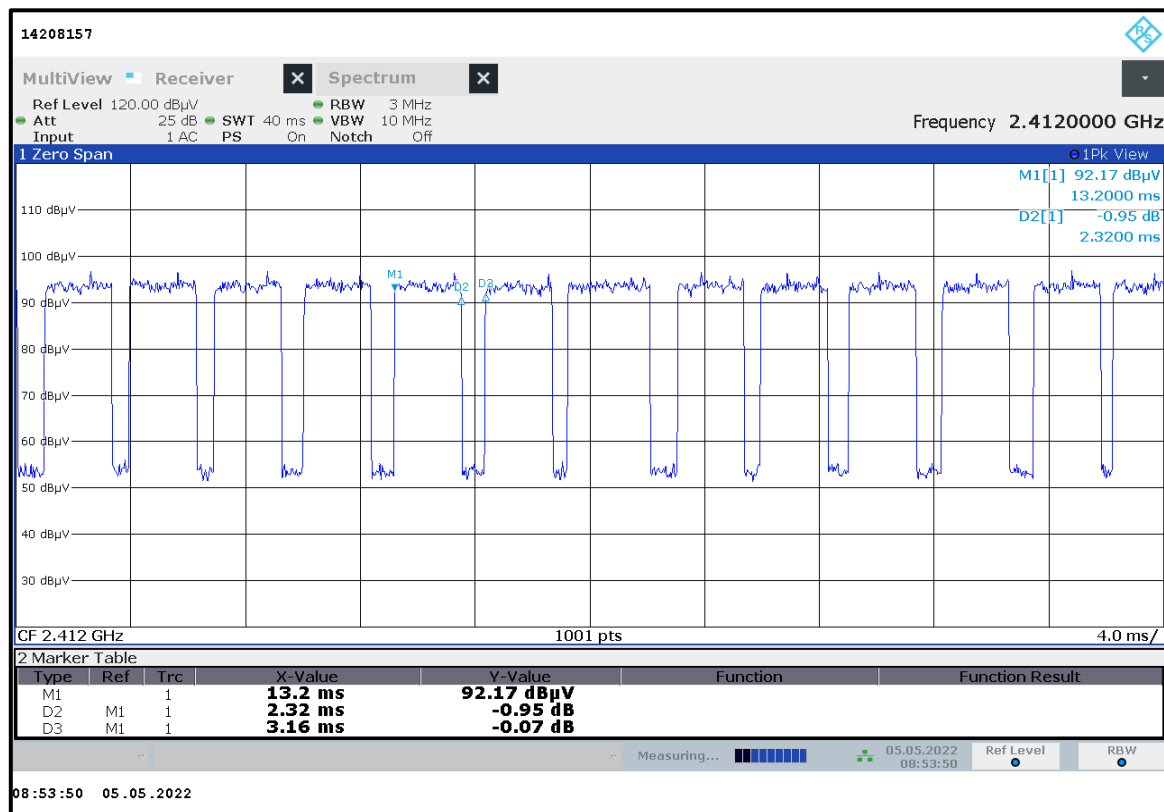 14208157
R&S
MultiView Receiver X Spectrum X
Ref Level 120.00 dBµV RBW 3 MHz
Att 25 dB SWT 40 ms VBW 10 MHz
Input 1 AC PS On Notch Off
Frequency 2.4120000 GHz
1 Zero Span 1Pk View
M1[1] 92.17 dBµV
13.2000 ms
D2[1] -0.95 dB
2.3200 ms
110 dBµV
100 dBµV
M1 D2 D3
90 dBµV
80 dBµV
70 dBµV
60 dBµV
50 dBµV
40 dBµV
30 dBµV
CF 2.412 GHz 1001 pts 4.0 ms/
2 Marker Table
Type Ref Trc X-Value Y-Value Function Function Result
M1 1 13.2 ms 92.17 dBµV
D2 M1 1 2.32 ms -0.95 dB
D3 M1 1 3.16 ms -0.07 dB
Measuring... 05.05.2022 Ref Level RBW
08:53:50
08:53:50 05.05.2022